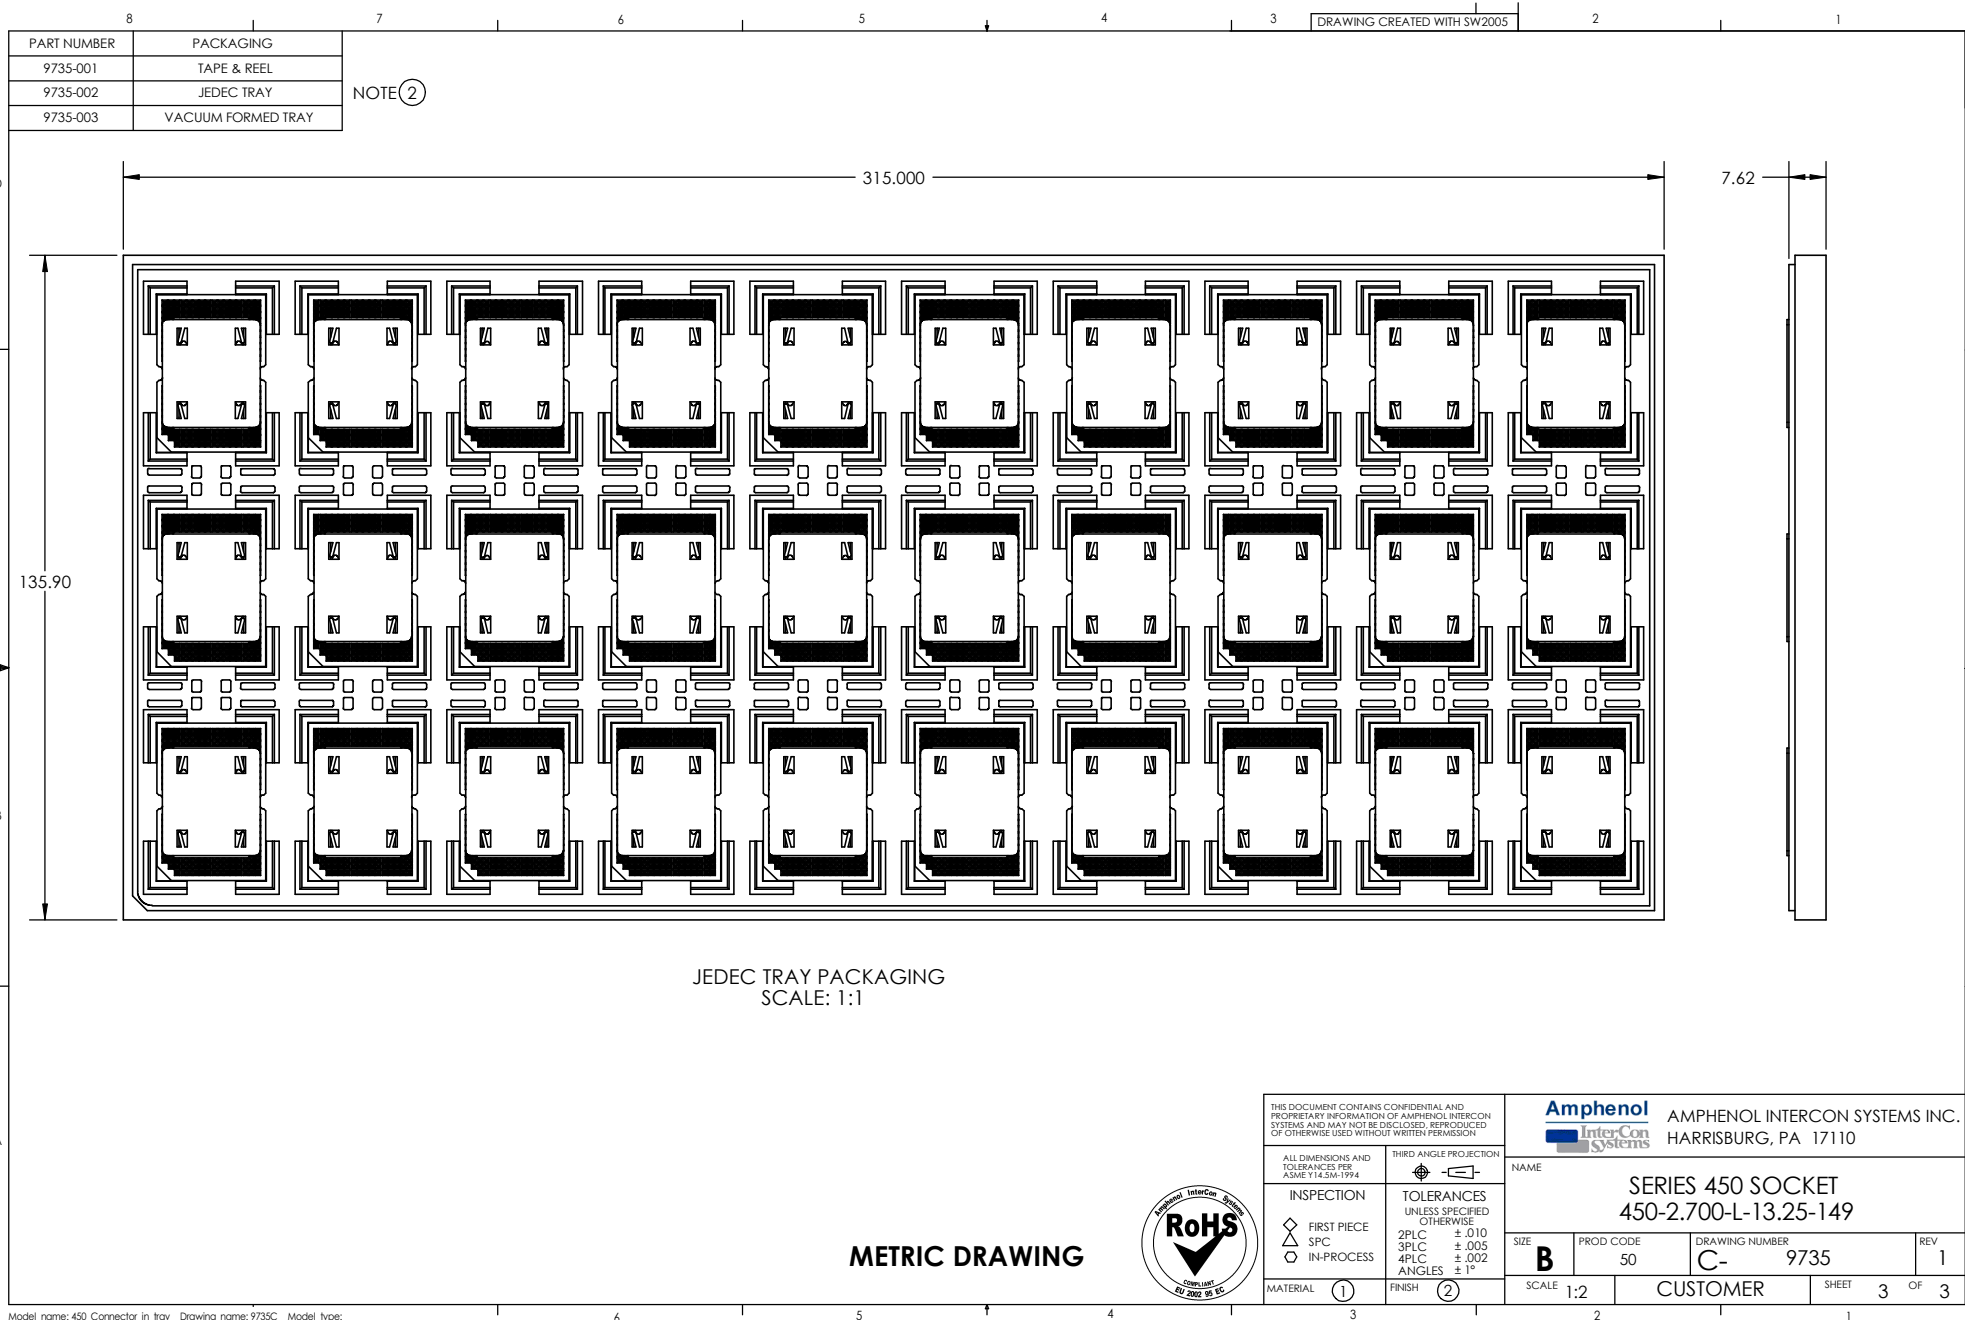 8 7 6 5 4 3 2 1
DRAWING CREATED WITH SW2005
PART NUMBER PACKAGING
9735-001 TAPE & REEL
9735-002 JEDEC TRAY
9735-003 VACUUM FORMED TRAY
NOTE 2
315.000
7.62
135.90
JEDEC TRAY PACKAGING
SCALE: 1:1
METRIC DRAWING
Amphenol InterCon Systems
RoHS
COMPLIANT
EU 2002 95 EC
THIS DOCUMENT CONTAINS CONFIDENTIAL AND
PROPRIETARY INFORMATION OF AMPHENOL INTERCON
SYSTEMS AND MAY NOT BE DISCLOSED, REPRODUCED
OF OTHERWISE USED WITHOUT WRITTEN PERMISSION
ALL DIMENSIONS AND
TOLERANCES PER
ASME Y14.5M-1994
THIRD ANGLE PROJECTION
INSPECTION
FIRST PIECE
SPC
IN-PROCESS
TOLERANCES
UNLESS SPECIFIED
OTHERWISE
2PLC ± .010
3PLC ± .005
4PLC ± .002
ANGLES ± 1°
MATERIAL 1
FINISH 2
Amphenol
InterCon
Systems
AMPHENOL INTERCON SYSTEMS INC.
HARRISBURG, PA 17110
NAME
SERIES 450 SOCKET
450-2.700-L-13.25-149
SIZE B
PROD CODE 50
DRAWING NUMBER C- 9735
REV 1
SCALE 1:2
CUSTOMER
SHEET 3 OF 3
Model name: 450 Connector in tray Drawing name: 9735C Model type:
6 5 4 3 2 1